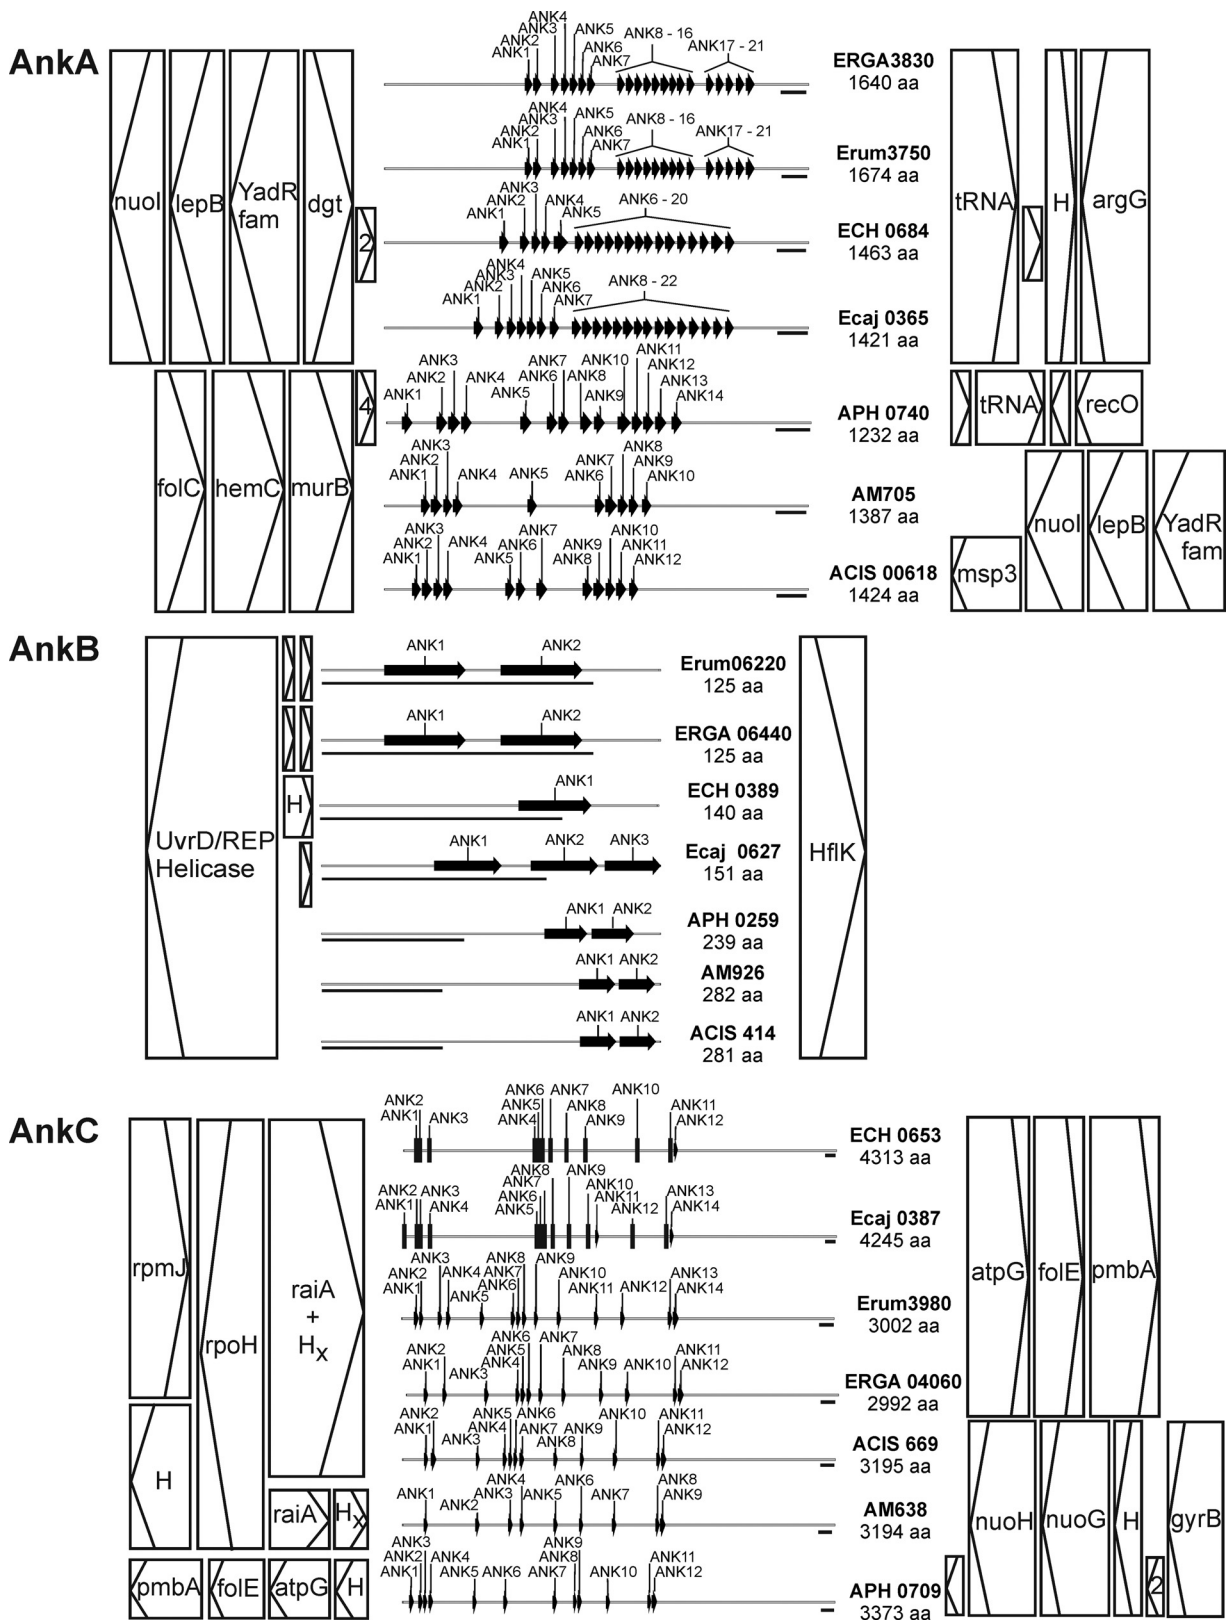 AnkA
nuoI
lepB
YadR
fam
dgt
2
ANK1
ANK2
ANK3
ANK4
ANK5
ANK6
ANK7
ANK8 - 16
ANK17 - 21
ERGA3830
1640 aa
ANK1
ANK2
ANK3
ANK4
ANK5
ANK6
ANK7
ANK8 - 16
ANK17 - 21
Erum3750
1674 aa
ANK1
ANK2
ANK3
ANK4
ANK5
ANK6 - 20
ECH 0684
1463 aa
ANK1
ANK2
ANK3
ANK4
ANK5
ANK6
ANK7
ANK8 - 22
Ecaj 0365
1421 aa
tRNA
H
argG
folC
hemC
murB
4
ANK1
ANK2
ANK3
ANK4
ANK5
ANK6
ANK7
ANK8
ANK9
ANK10
ANK11
ANK12
ANK13
ANK14
APH 0740
1232 aa
tRNA
recO
ANK1
ANK2
ANK3
ANK4
ANK5
ANK6
ANK7
ANK8
ANK9
ANK10
AM705
1387 aa
ANK1
ANK2
ANK3
ANK4
ANK5
ANK6
ANK7
ANK8
ANK9
ANK10
ANK11
ANK12
ACIS 00618
1424 aa
msp3
nuoI
lepB
YadR
fam
AnkB
UvrD/REP
Helicase
H
ANK1
ANK2
Erum06220
125 aa
ANK1
ANK2
ERGA 06440
125 aa
ANK1
ECH 0389
140 aa
ANK1
ANK2
ANK3
Ecaj 0627
151 aa
ANK1
ANK2
APH 0259
239 aa
ANK1
ANK2
AM926
282 aa
ANK1
ANK2
ACIS 414
281 aa
HflK
AnkC
rpmJ
rpoH
raiA
+
Hx
H
raiA
Hx
pmbA
folE
atpG
H
ANK1
ANK2
ANK3
ANK4
ANK5
ANK6
ANK7
ANK8
ANK9
ANK10
ANK11
ANK12
ECH 0653
4313 aa
ANK1
ANK2
ANK3
ANK4
ANK5
ANK6
ANK7
ANK8
ANK9
ANK10
ANK11
ANK12
ANK13
ANK14
Ecaj 0387
4245 aa
ANK1
ANK2
ANK3
ANK4
ANK5
ANK6
ANK7
ANK8
ANK9
ANK10
ANK11
ANK12
ANK13
ANK14
Erum3980
3002 aa
ANK1
ANK2
ANK3
ANK4
ANK5
ANK6
ANK7
ANK8
ANK9
ANK10
ANK11
ANK12
ERGA 04060
2992 aa
ANK1
ANK2
ANK3
ANK4
ANK5
ANK6
ANK7
ANK8
ANK9
ANK10
ANK11
ANK12
ACIS 669
3195 aa
ANK1
ANK2
ANK3
ANK4
ANK5
ANK6
ANK7
ANK8
ANK9
AM638
3194 aa
ANK1
ANK2
ANK3
ANK4
ANK5
ANK6
ANK7
ANK8
ANK9
ANK10
ANK11
ANK12
APH 0709
3373 aa
atpG
folE
pmbA
nuoH
nuoG
H
2
gyrB